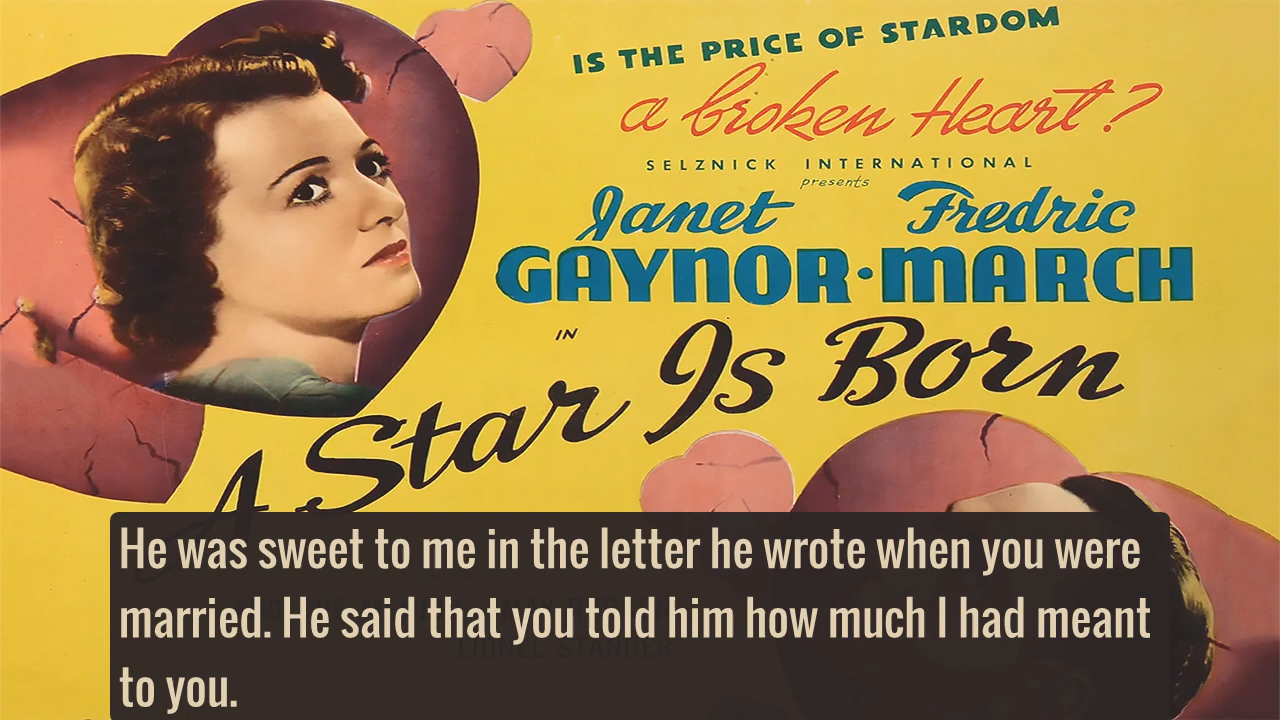 IS THE PRICE OF STARDOM
a broken Heart?
SELZNICK INTERNATIONAL
presents
Janet Fredric
GAYNOR·MARCH
IN
A Star Is Born
He was sweet to me in the letter he wrote when you were
married. He said that you told him how much I had meant
to you.
LIONEL STANDER